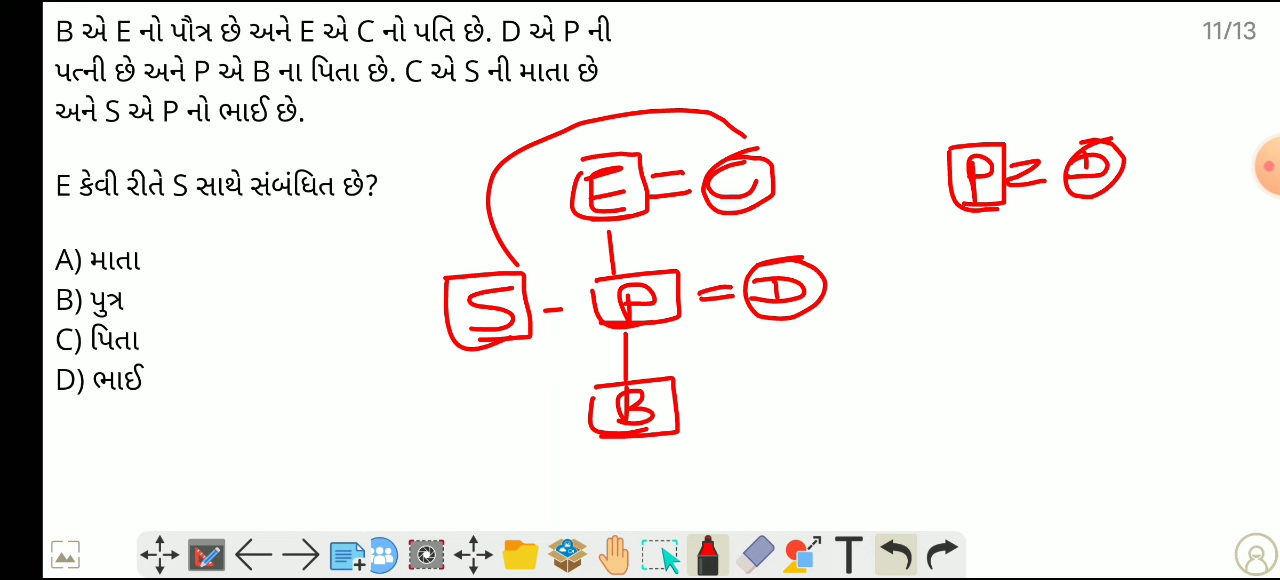 B એ E નો પૌત્ર છે અને E એ C નો પતિ છે. D એ P ની
પત્ની છે અને P એ B ના પિતા છે. C એ S ની માતા છે
અને S એ P નો ભાઈ છે.
E કેવી રીતે S સાથે સંબંધિત છે?
A) માતા
B) પુત્ર
C) પિતા
D) ભાઈ
11/13
E = C
P = D
S - P = D
B
T